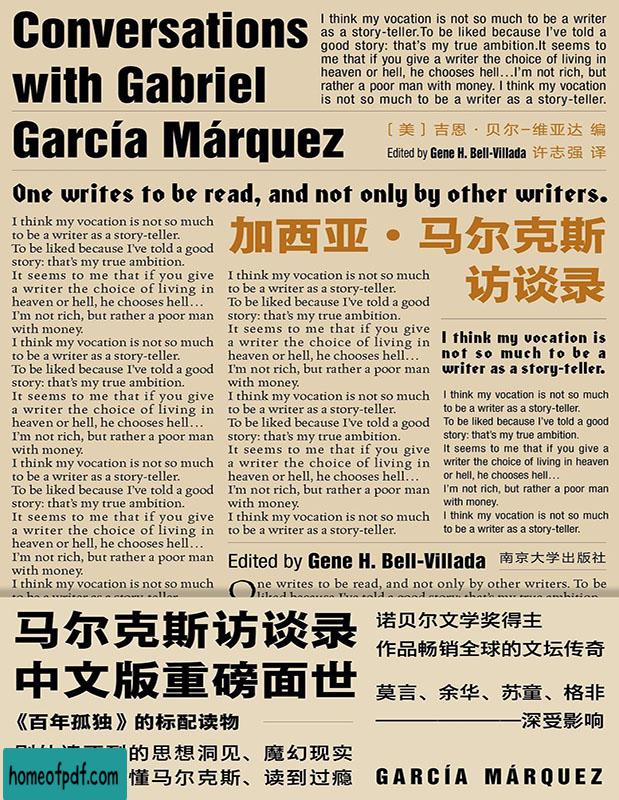 Conversations
with Gabriel
García Márquez
I think my vocation is not so much to be a writer
as a story-teller.To be liked because I've told a
good story: that's my true ambition.It seems to
me that if you give a writer the choice of living in
heaven or hell, he chooses hell…I'm not rich, but
rather a poor man with money. I think my vocation
is not so much to be a writer as a story-teller.
［美］吉恩·贝尔-维亚达 编
Edited by Gene H. Bell-Villada 许志强 译
One writes to be read, and not only by other writers.
I think my vocation is not so much
to be a writer as a story-teller.
To be liked because I've told a good
story: that's my true ambition.
It seems to me that if you give
a writer the choice of living in
heaven or hell, he chooses hell…
I'm not rich, but rather a poor man
with money.
I think my vocation is not so much
to be a writer as a story-teller.
To be liked because I've told a good
story: that's my true ambition.
It seems to me that if you give
a writer the choice of living in
heaven or hell, he chooses hell…
I'm not rich, but rather a poor man
with money.
I think my vocation is not so much
to be a writer as a story-teller.
To be liked because I've told a good
story: that's my true ambition.
It seems to me that if you give
a writer the choice of living in
heaven or hell, he chooses hell…
I'm not rich, but rather a poor man
with money.
I think my vocation is not so much
to be a writer as a story-teller.
加西亚·马尔克斯
访谈录
I think my vocation is not so much
to be a writer as a story-teller.
To be liked because I've told a good
story: that's my true ambition.
It seems to me that if you give
a writer the choice of living in
heaven or hell, he chooses hell…
I'm not rich, but rather a poor man
with money.
I think my vocation is not so much
to be a writer as a story-teller.
To be liked because I've told a good
story: that's my true ambition.
It seems to me that if you give
a writer the choice of living in
heaven or hell, he chooses hell…
I'm not rich, but rather a poor man
with money.
I think my vocation is not so much
to be a writer as a story-teller.
I think my vocation is
not so much to be a
writer as a story-teller.
I think my vocation is not so much
to be a writer as a story-teller.
To be liked because I've told a good
story: that's my true ambition.
It seems to me that if you give a
writer the choice of living in heaven
or hell, he chooses hell…
I'm not rich, but rather a poor man
with money.
I think my vocation is not so much
to be a writer as a story-teller.
Edited by Gene H. Bell-Villada
南京大学出版社
One writes to be read, and not only by other writers. To be
liked because I've told a good story: that's my true ambition.
马尔克斯访谈录
中文版重磅面世
《百年孤独》的标配读物
的思想洞见、魔幻现实
懂马尔克斯、读到过瘾
诺贝尔文学奖得主
作品畅销全球的文坛传奇
莫言、余华、苏童、格非
————————深受影响
GARCÍA MÁRQUEZ
homeofpdf.com